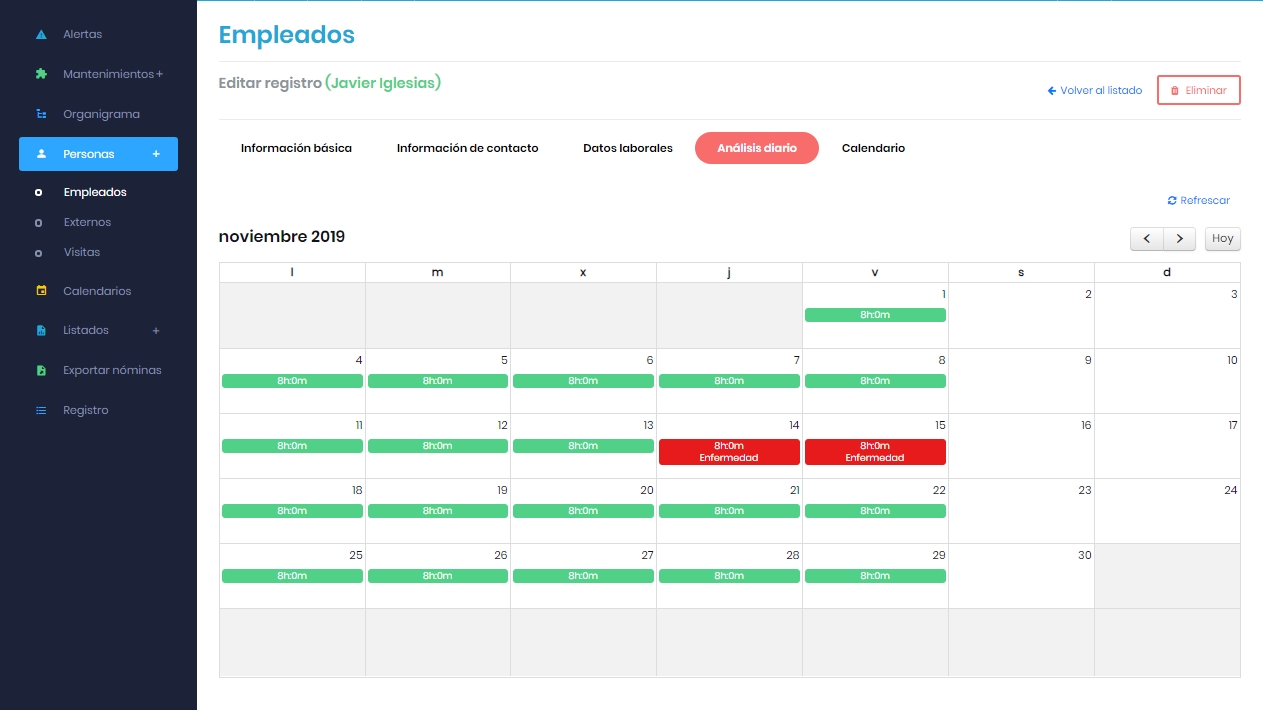 Alertas
Mantenimientos +
Organigrama
Personas +
Empleados
Externos
Visitas
Calendarios
Listados +
Exportar nóminas
Registro
Empleados
Editar registro (Javier Iglesias)
Volver al listado
Eliminar
Información básica
Información de contacto
Datos laborales
Análisis diario
Calendario
Refrescar
noviembre 2019
Hoy
l m x j v s d
1 2 3
8h:0m
4 5 6 7 8 9 10
8h:0m 8h:0m 8h:0m 8h:0m 8h:0m
11 12 13 14 15 16 17
8h:0m 8h:0m 8h:0m 8h:0m 8h:0m
Enfermedad Enfermedad
18 19 20 21 22 23 24
8h:0m 8h:0m 8h:0m 8h:0m 8h:0m
25 26 27 28 29 30
8h:0m 8h:0m 8h:0m 8h:0m 8h:0m